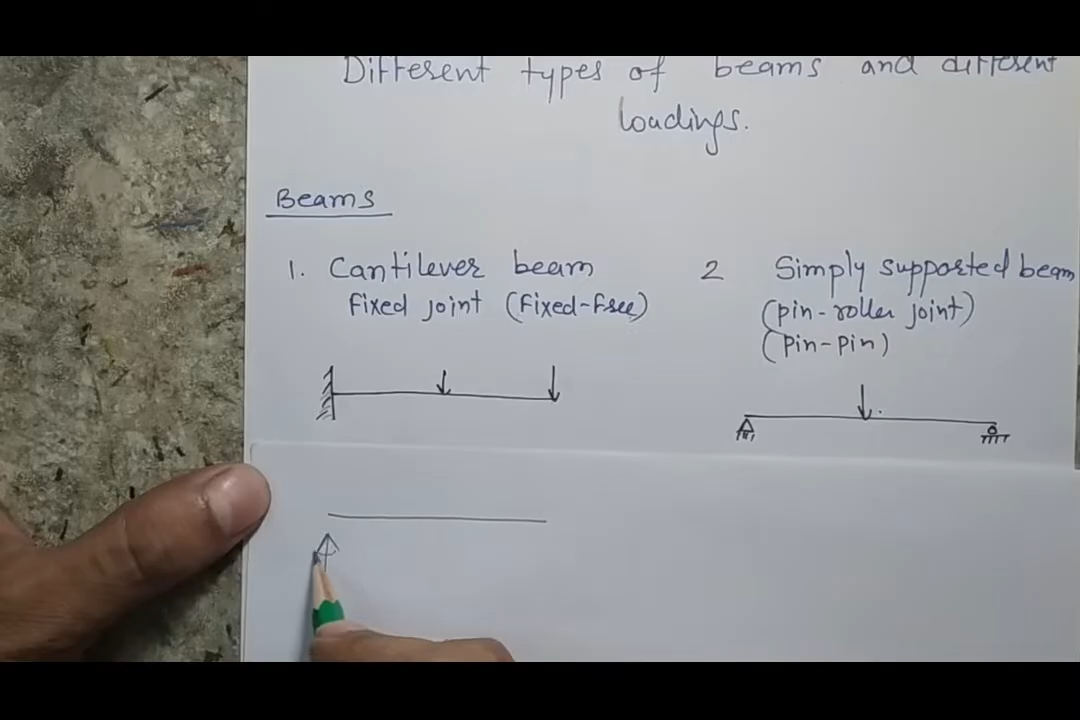 Different types of beams and different
loadings.
Beams
1. Cantilever beam
Fixed joint (Fixed-Free)
2 Simply supported beam
(pin-roller joint)
(Pin-Pin)